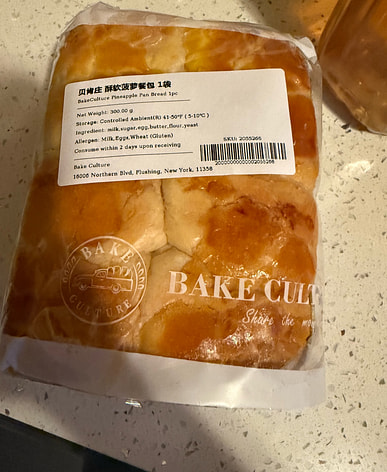 贝肯庄 酥软菠萝餐包 1袋
BakeCulture Pineapple Pan Bread 1pc
Net Weight: 300.00 g
Storage: Controlled Ambient(R) 41-50°F ( 5-10°C )
Ingredient: milk,sugar,egg,butter,flour,yeast
Allergen: Milk,Eggs,Wheat (Gluten)
Consume within 2 days upon receiving
SKU: 2055266
Bake Culture
16008 Northern Blvd, Flushing, New York, 11358
BAKE
CULTURE
BAKE CULT
Share the